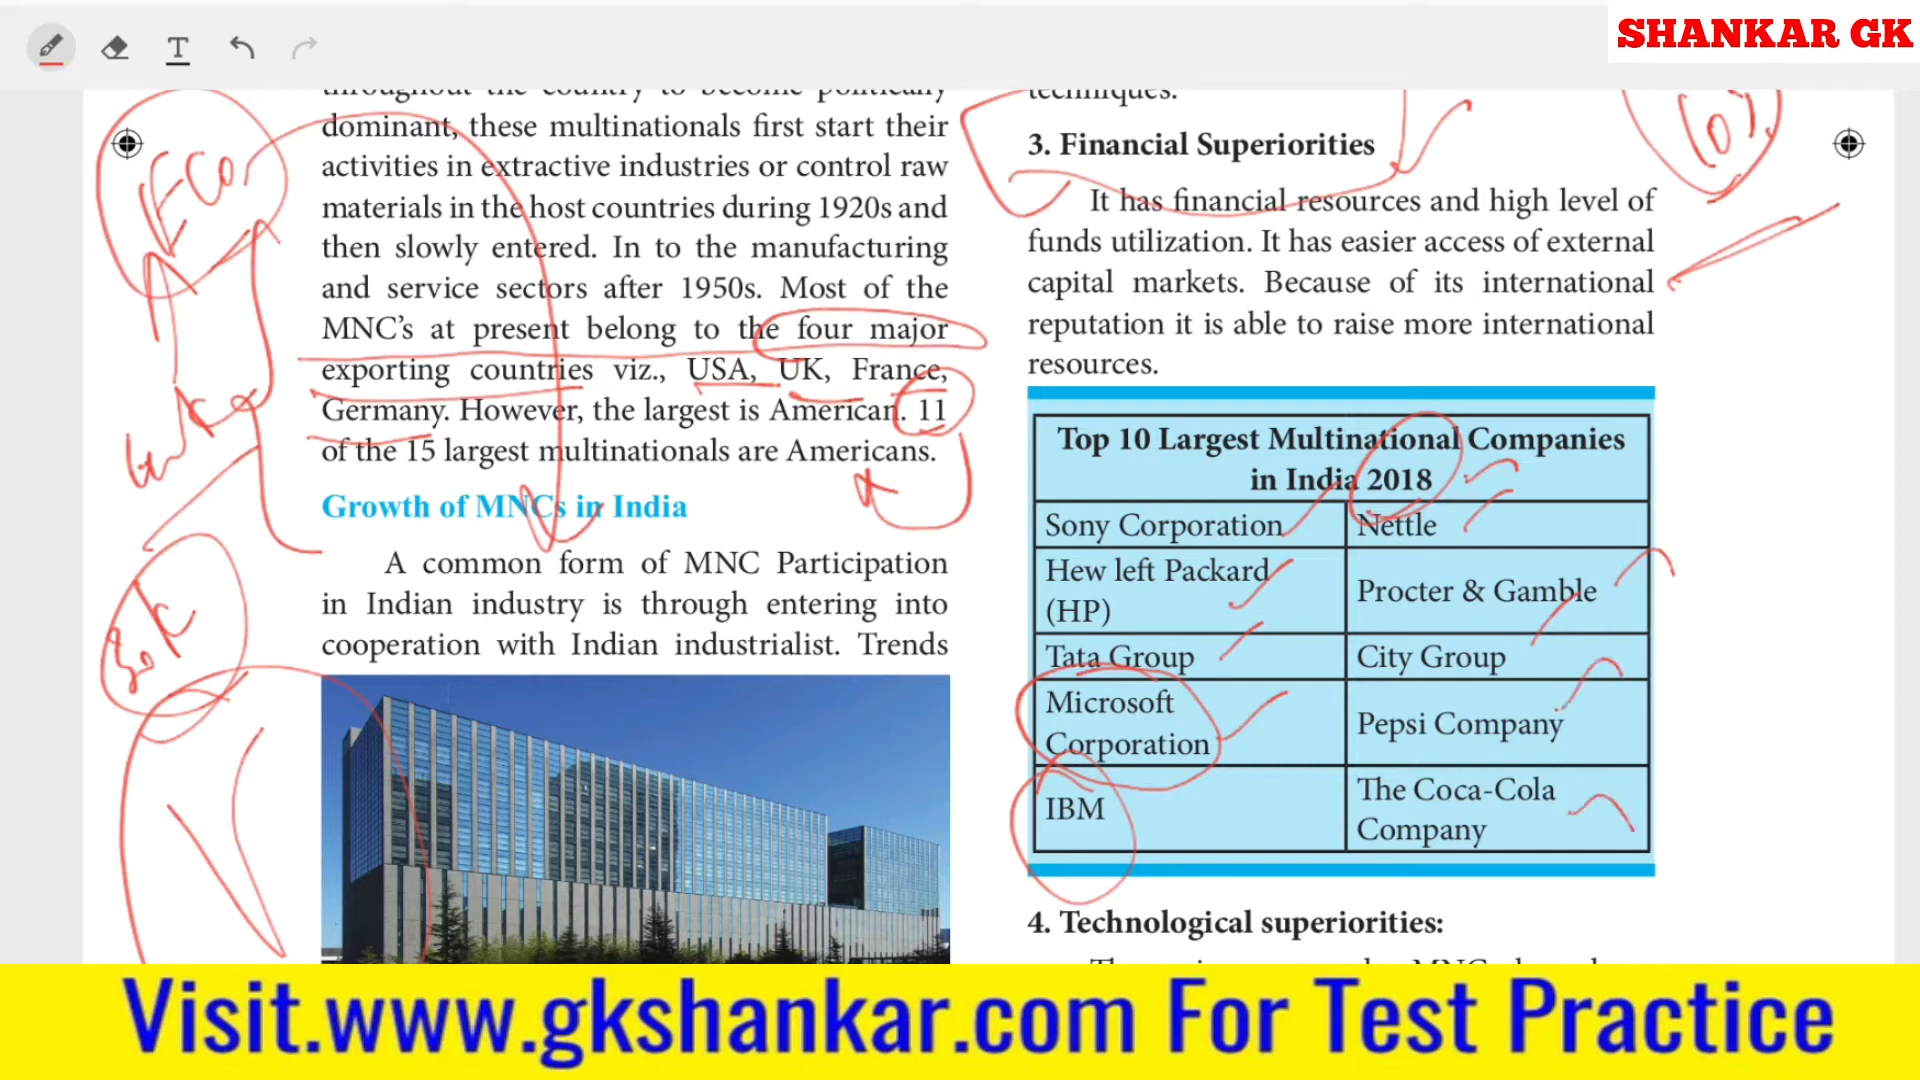 SHANKAR GK
T
throughout the country to become politically
dominant, these multinationals first start their
activities in extractive industries or control raw
materials in the host countries during 1920s and
then slowly entered. In to the manufacturing
and service sectors after 1950s. Most of the
MNC's at present belong to the four major
exporting countries viz., USA, UK, France,
Germany. However, the largest is American. 11
of the 15 largest multinationals are Americans.
Growth of MNCs in India
A common form of MNC Participation
in Indian industry is through entering into
cooperation with Indian industrialist. Trends
techniques.
3. Financial Superiorities
It has financial resources and high level of
funds utilization. It has easier access of external
capital markets. Because of its international
reputation it is able to raise more international
resources.
Top 10 Largest Multinational Companies
in India 2018
Sony Corporation Nettle
Hew left Packard
(HP)
Procter & Gamble
Tata Group City Group
Microsoft
Corporation
Pepsi Company
IBM
The Coca-Cola
Company
4. Technological superiorities:
Eco
Visit.www.gkshankar.com For Test Practice